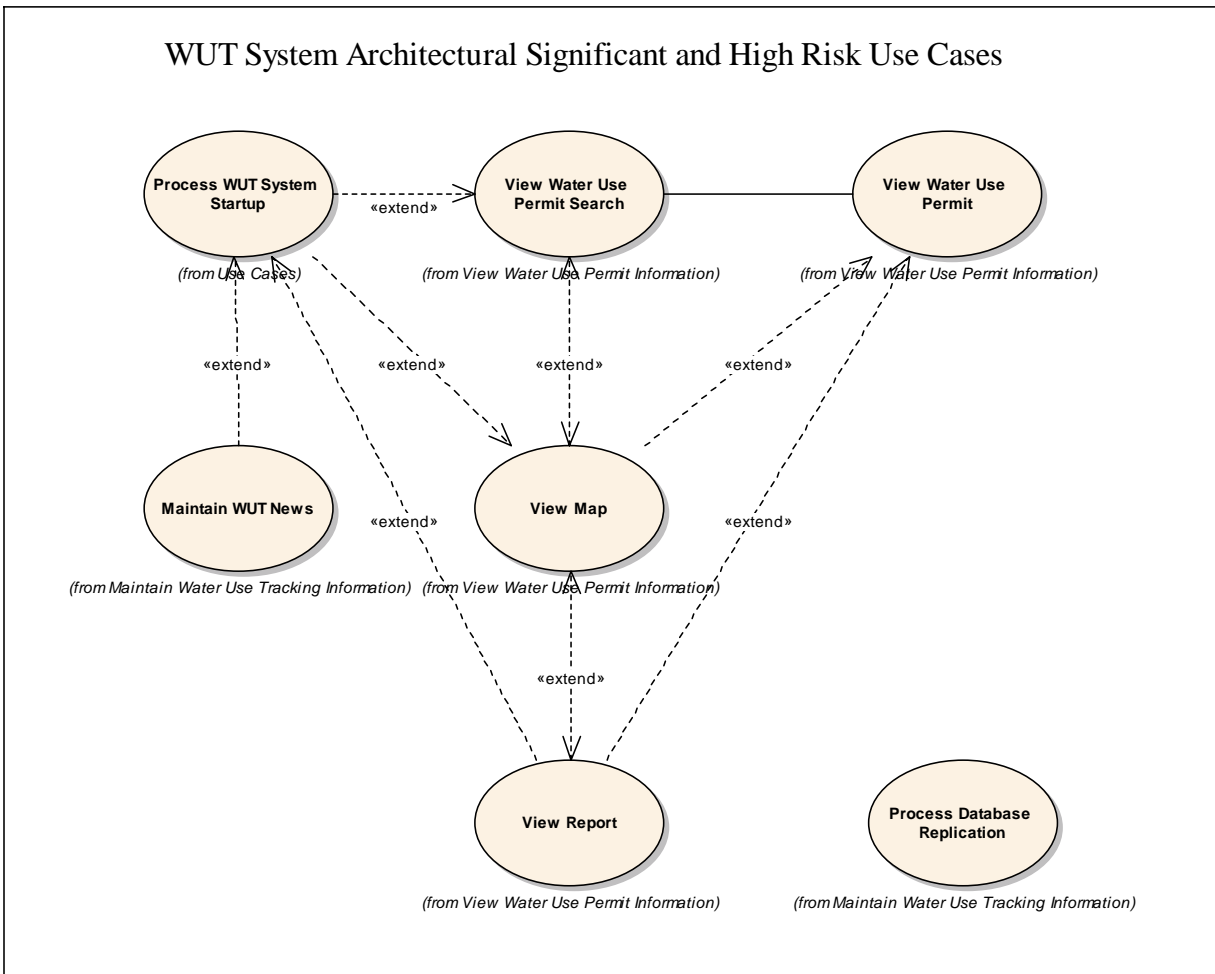 WUT System Architectural Significant and High Risk Use Cases
Process WUT System
Startup
«extend»
View Water Use
Permit Search
View Water Use
Permit
(from Use Cases)
(from View Water Use Permit Information)
(from View Water Use Permit Information)
«extend»
«extend»
«extend»
«extend»
Maintain WUT News
View Map
«extend»
«extend»
(from Maintain Water Use Tracking Information)
(from View Water Use Permit Information)
«extend»
View Report
Process Database
Replication
(from View Water Use Permit Information)
(from Maintain Water Use Tracking Information)